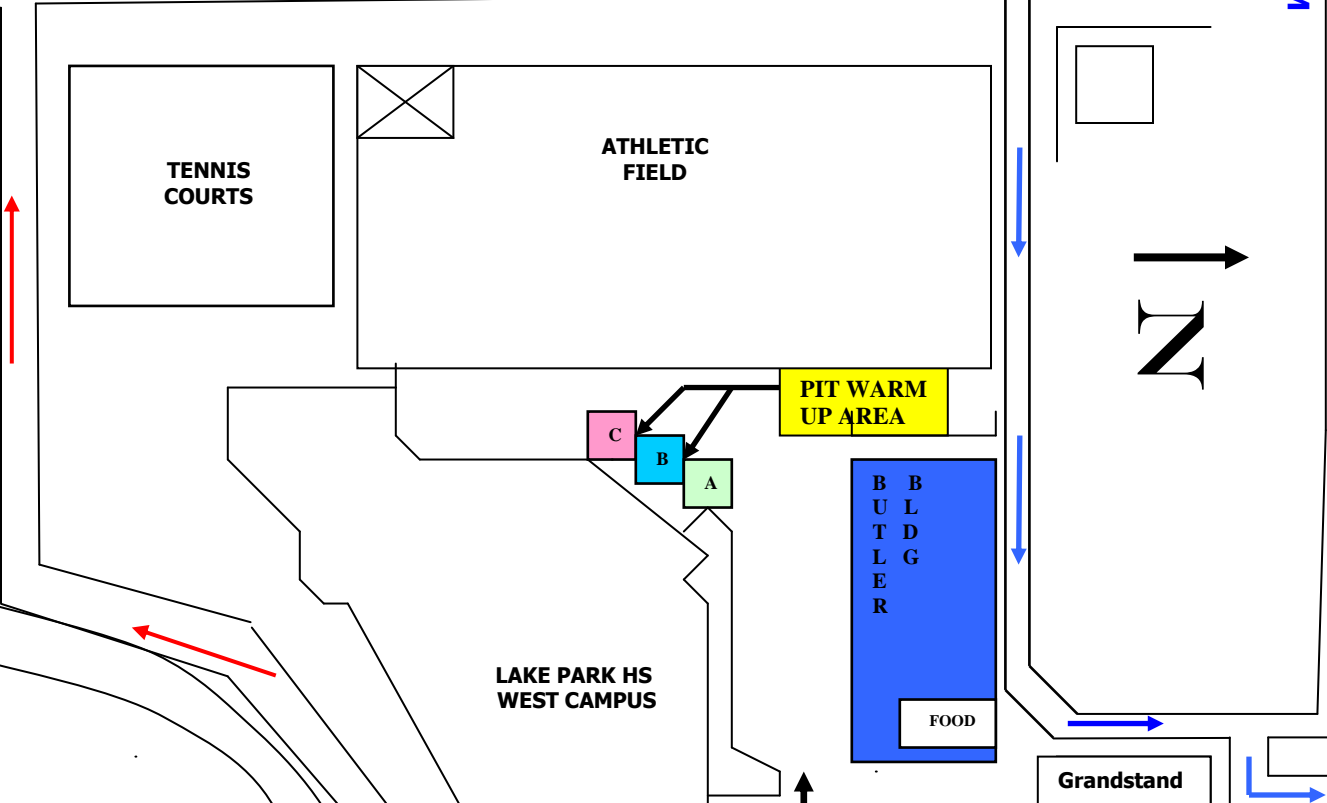 TENNIS
COURTS
ATHLETIC
FIELD
N
PIT WARM
UP AREA
C
B
A
B B
U L
T D
L G
E
R
LAKE PARK HS
WEST CAMPUS
FOOD
Grandstand